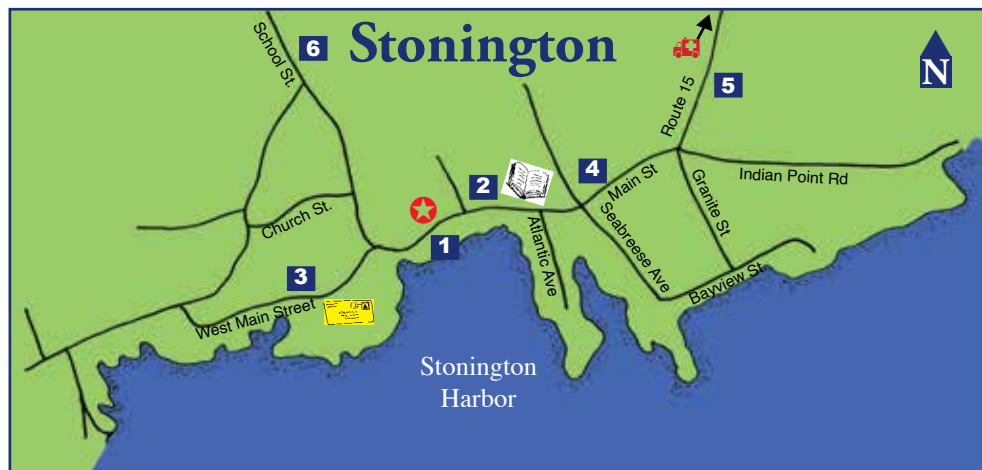 Stonington
N
School St.
6
5
Route 15
4
2
Main St
Indian Point Rd
Granite St
Church St.
1
Atlantic Ave
Seabreese Ave
3
Bayview St
West Main Street
Stonington
Harbor